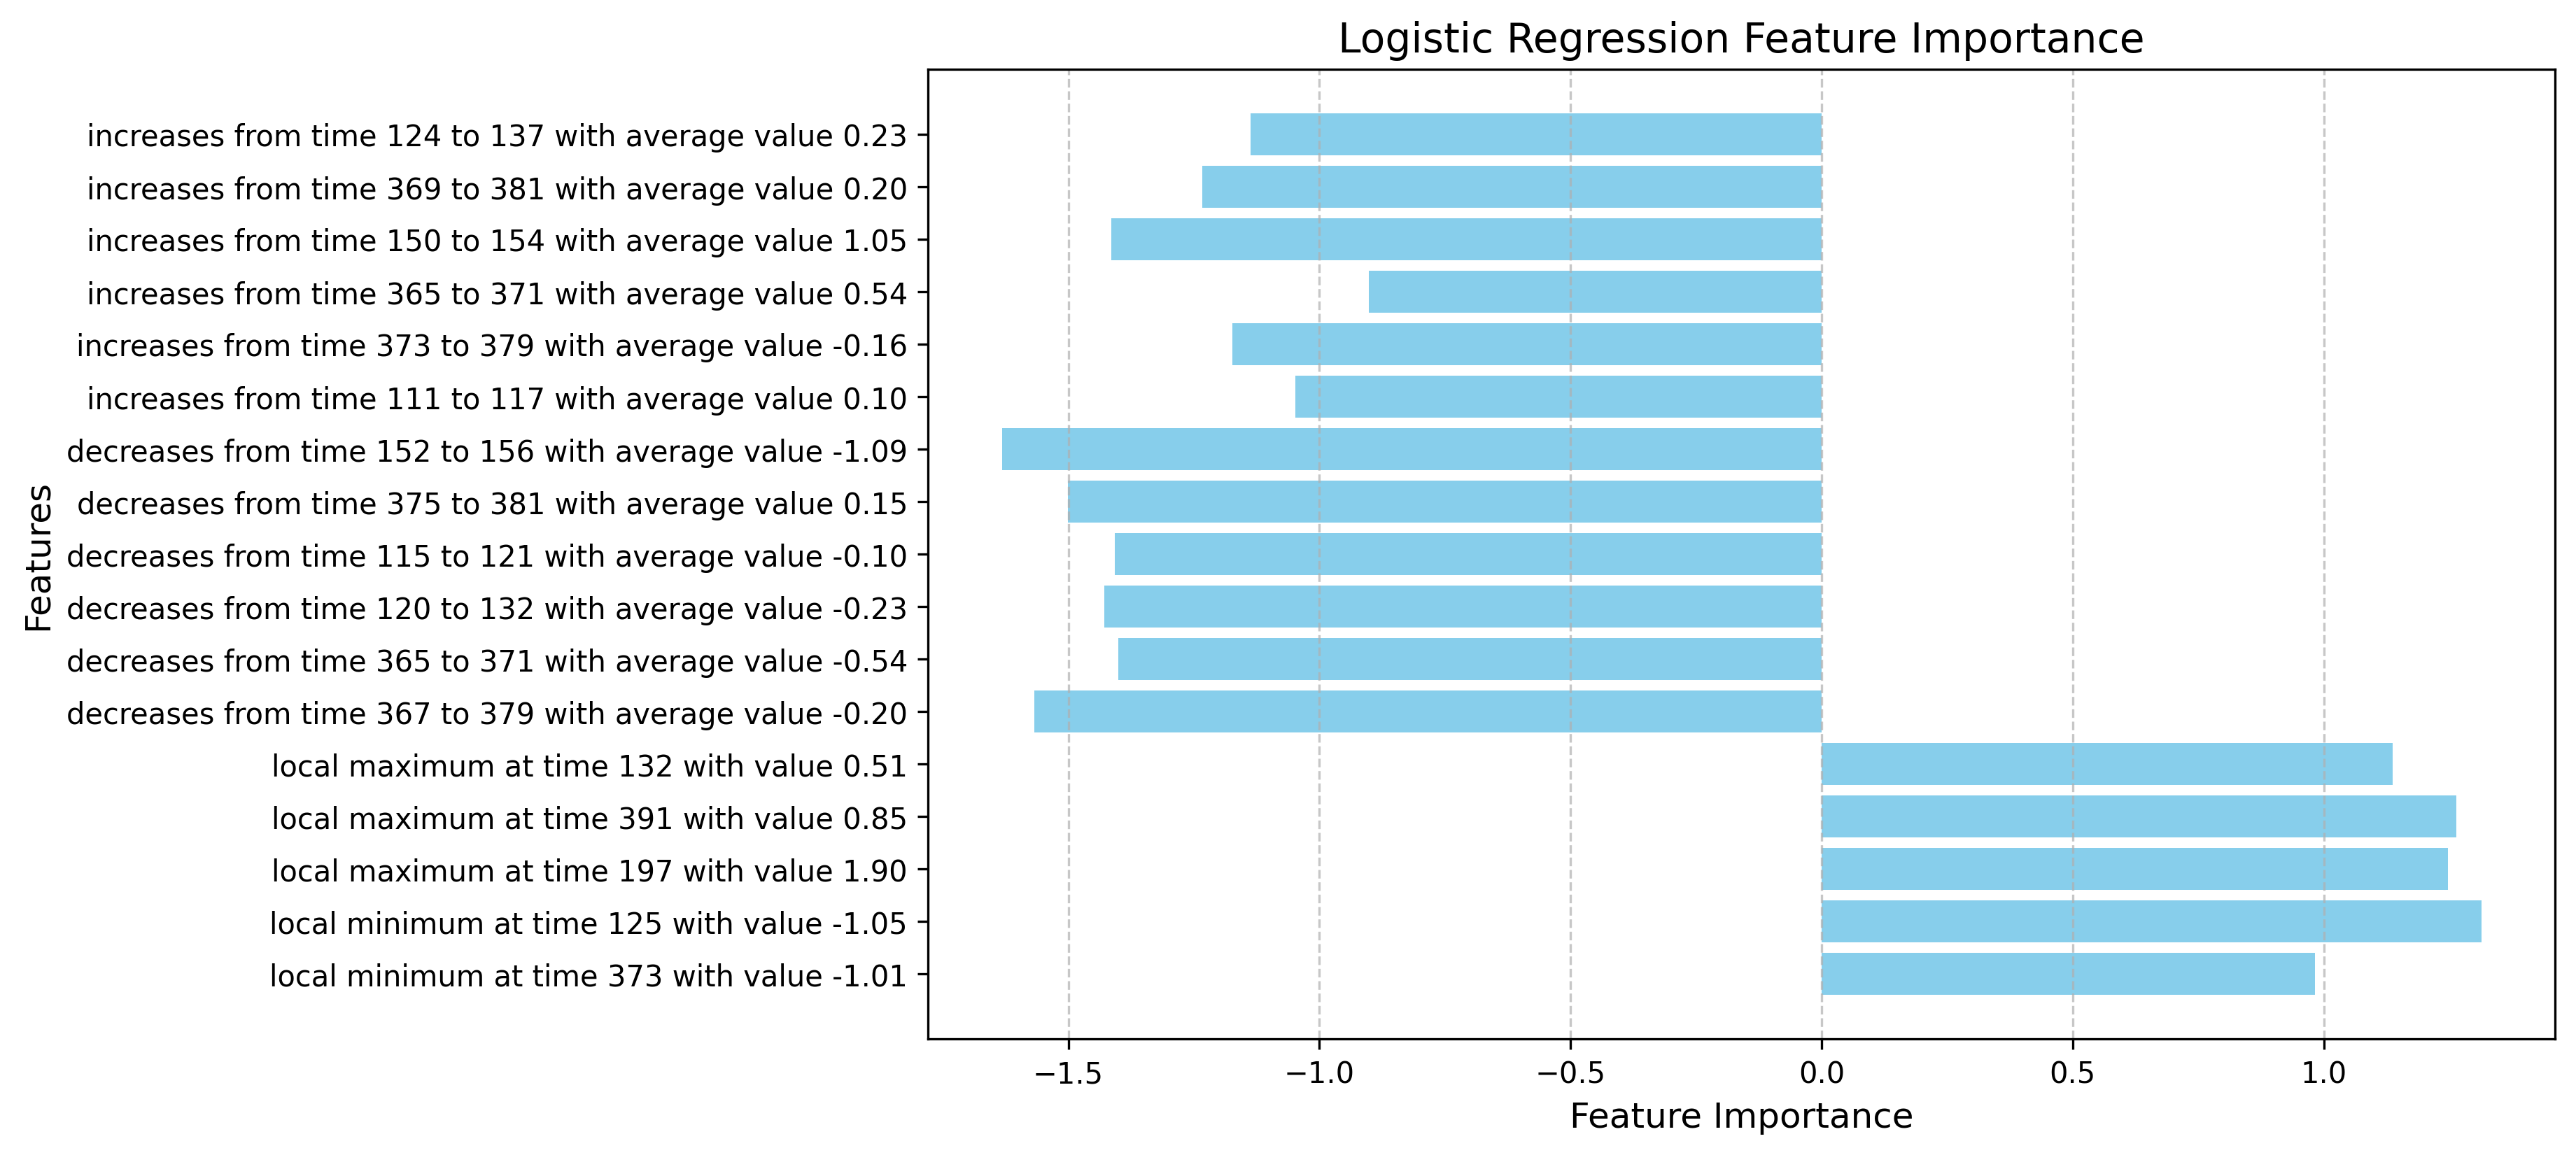 Logistic Regression Feature Importance
increases from time 124 to 137 with average value 0.23
increases from time 369 to 381 with average value 0.20
increases from time 150 to 154 with average value 1.05
increases from time 365 to 371 with average value 0.54
increases from time 373 to 379 with average value -0.16
increases from time 111 to 117 with average value 0.10
decreases from time 152 to 156 with average value -1.09
decreases from time 375 to 381 with average value 0.15
decreases from time 115 to 121 with average value -0.10
decreases from time 120 to 132 with average value -0.23
decreases from time 365 to 371 with average value -0.54
decreases from time 367 to 379 with average value -0.20
local maximum at time 132 with value 0.51
local maximum at time 391 with value 0.85
local maximum at time 197 with value 1.90
local minimum at time 125 with value -1.05
local minimum at time 373 with value -1.01
Features
−1.5 −1.0 −0.5 0.0 0.5 1.0
Feature Importance